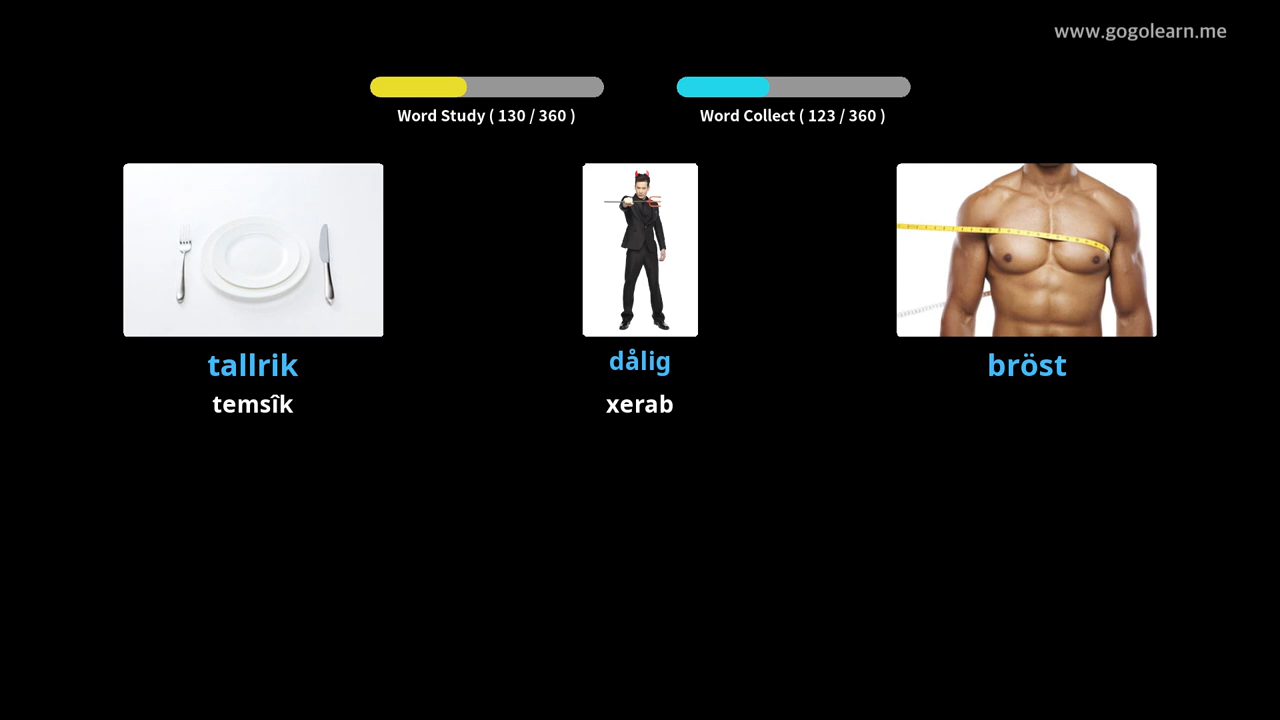 www.gogolearn.me
Word Study ( 130 / 360 )
Word Collect ( 123 / 360 )
tallrik
dålig
bröst
temsîk
xerab